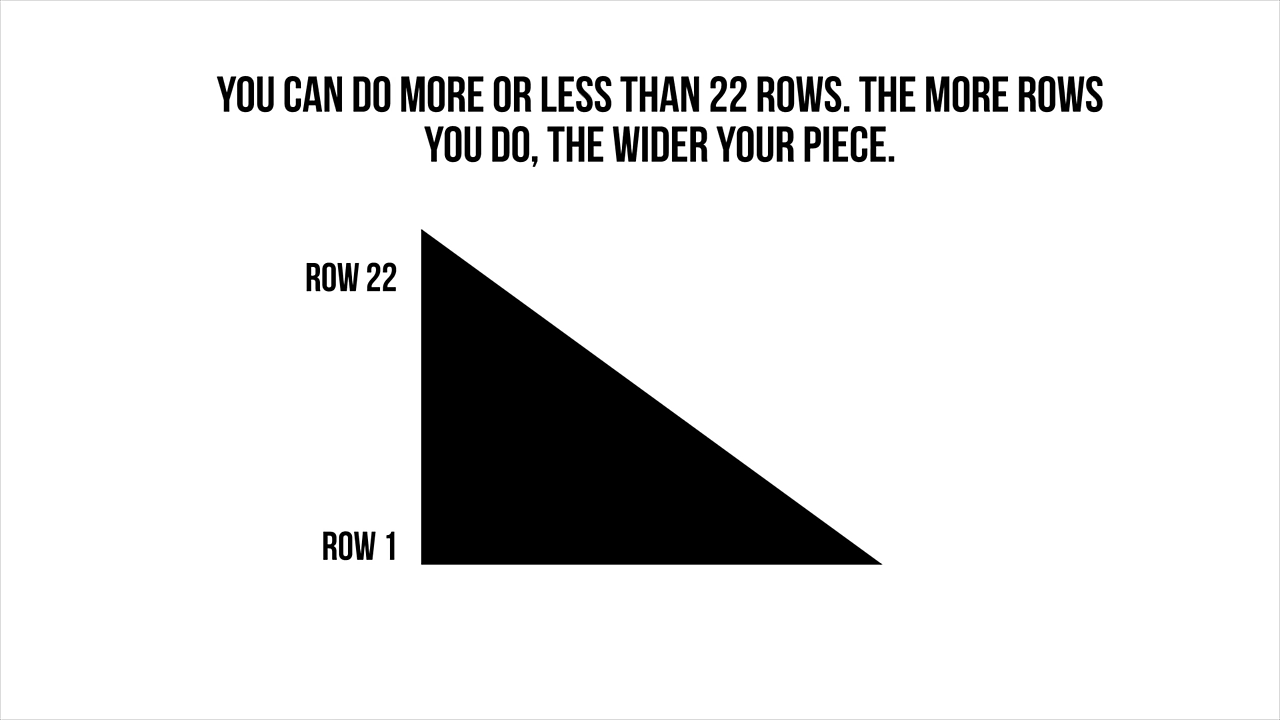 YOU CAN DO MORE OR LESS THAN 22 ROWS. THE MORE ROWS
YOU DO, THE WIDER YOUR PIECE.
ROW 22
ROW 1